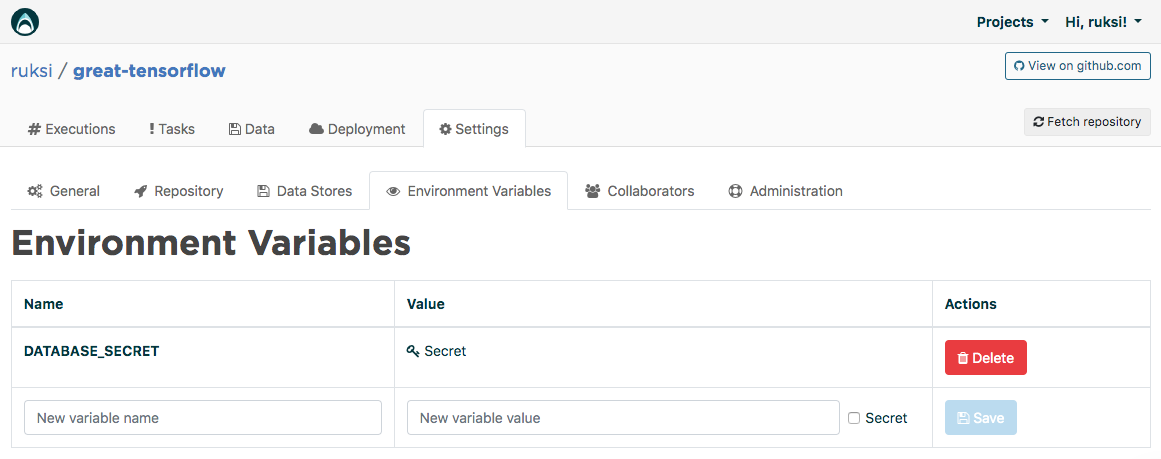 Projects Hi, ruksi!
ruksi / great-tensorflow
View on github.com
Executions Tasks Data Deployment Settings
Fetch repository
General Repository Data Stores Environment Variables Collaborators Administration
Environment Variables
Name Value Actions
DATABASE_SECRET Secret Delete
New variable name New variable value Secret Save